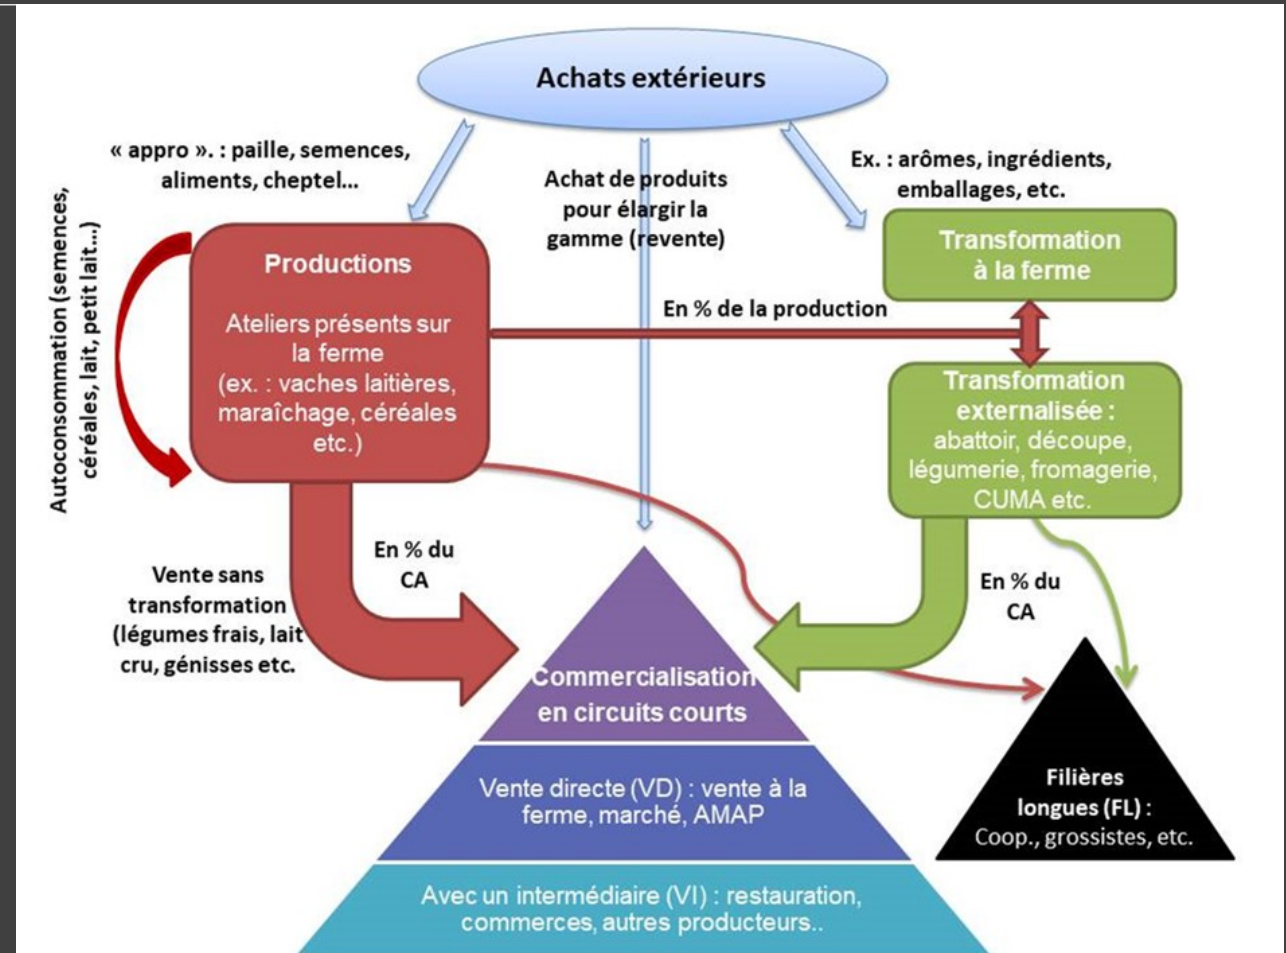 Achats extérieurs
« appro ». : paille, semences,
aliments, cheptel...
Achat de produits
pour élargir la
gamme (revente)
Ex. : arômes, ingrédients,
emballages, etc.
Autoconsommation (semences,
céréales, lait, petit lait...)
Productions
Ateliers présents sur
la ferme
(ex. : vaches laitières,
maraîchage, céréales
etc.)
En % de la production
Transformation
à la ferme
Transformation
externalisée :
abattoir, découpe,
légumerie, fromagerie,
CUMA etc.
Vente sans
transformation
(légumes frais, lait
cru, génisses etc.
En % du
CA
En % du
CA
Commercialisation
en circuits courts
Vente directe (VD) : vente à la
ferme, marché, AMAP
Avec un intermédiaire (VI) : restauration,
commerces, autres producteurs..
Filières
longues (FL) :
Coop., grossistes, etc.